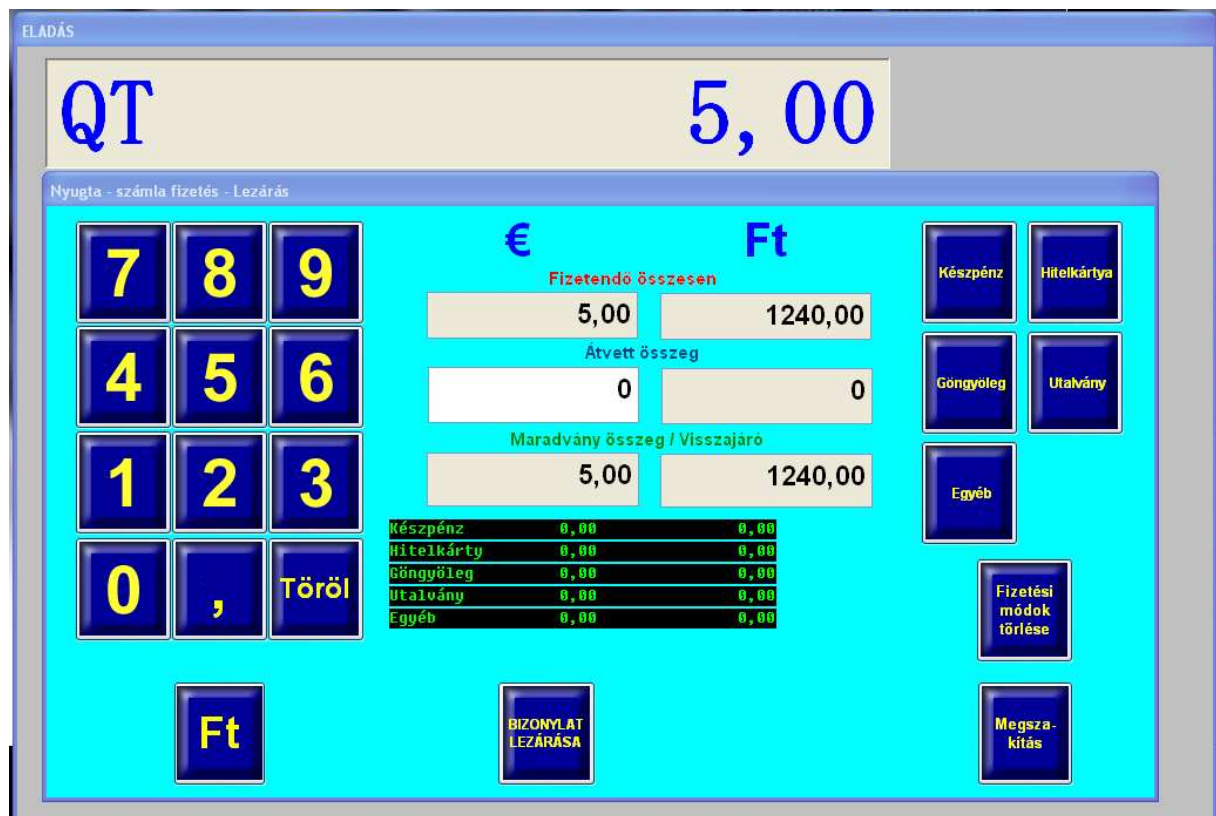 ELADÁS
QT 5,00
Nyugta - számla fizetés - Lezárás
7 8 9
4 5 6
1 2 3
0 , Töröl
Ft
€ Ft
Fizetendö összesen
5,00 1240,00
Átvett összeg
0 0
Maradvány összeg / Visszajáró
5,00 1240,00
Készpénz 0,00 0,00
Hitelkárty 0,00 0,00
Göngyöleg 0,00 0,00
Utalvány 0,00 0,00
Egyéb 0,00 0,00
BIZONYLAT
LEZÁRÁSA
Készpénz Hitelkártya
Göngyöleg Utalvány
Egyéb
Fizetési
módok
törlése
Megsza-
kítás